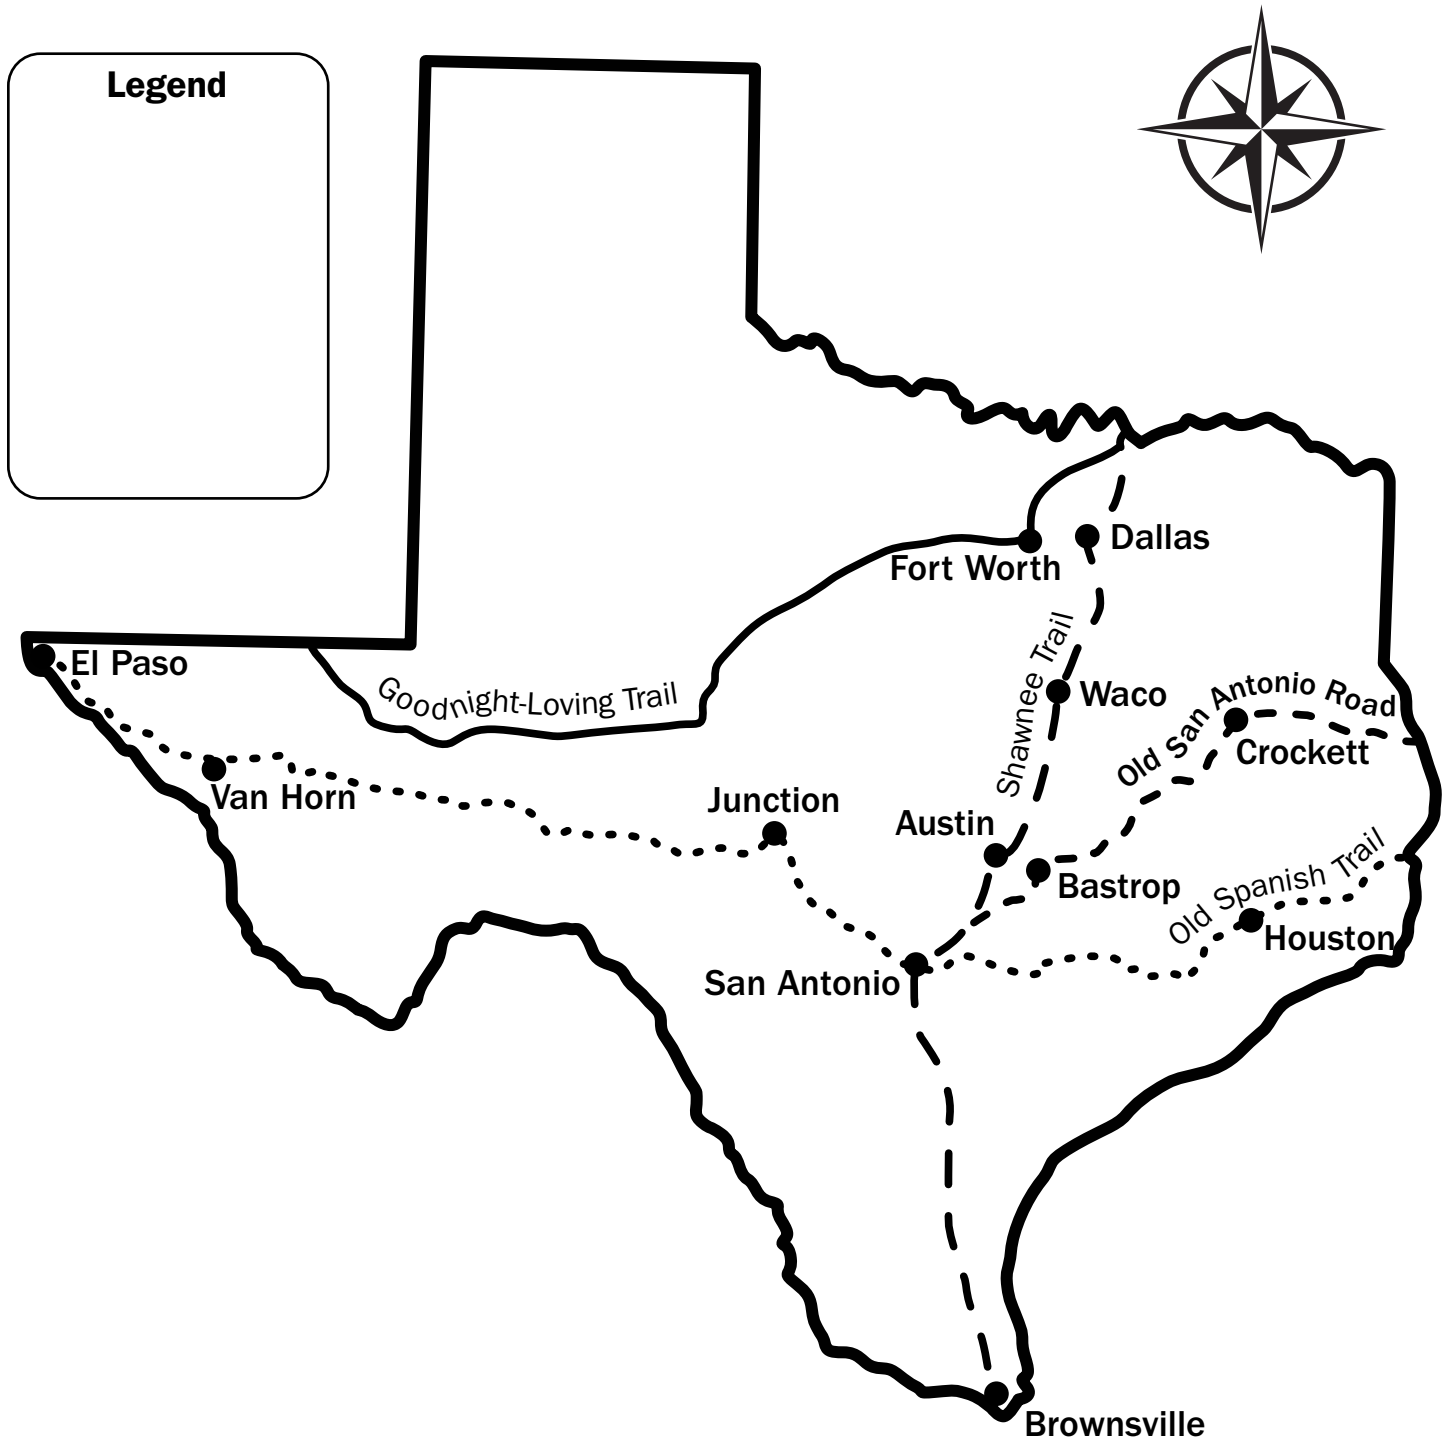 Legend
Dallas
Fort Worth
El Paso
Goodnight-Loving Trail
Shawnee Trail
Waco
Old San Antonio Road
Crockett
Van Horn
Junction
Austin
Bastrop
Old Spanish Trail
Houston
San Antonio
Brownsville